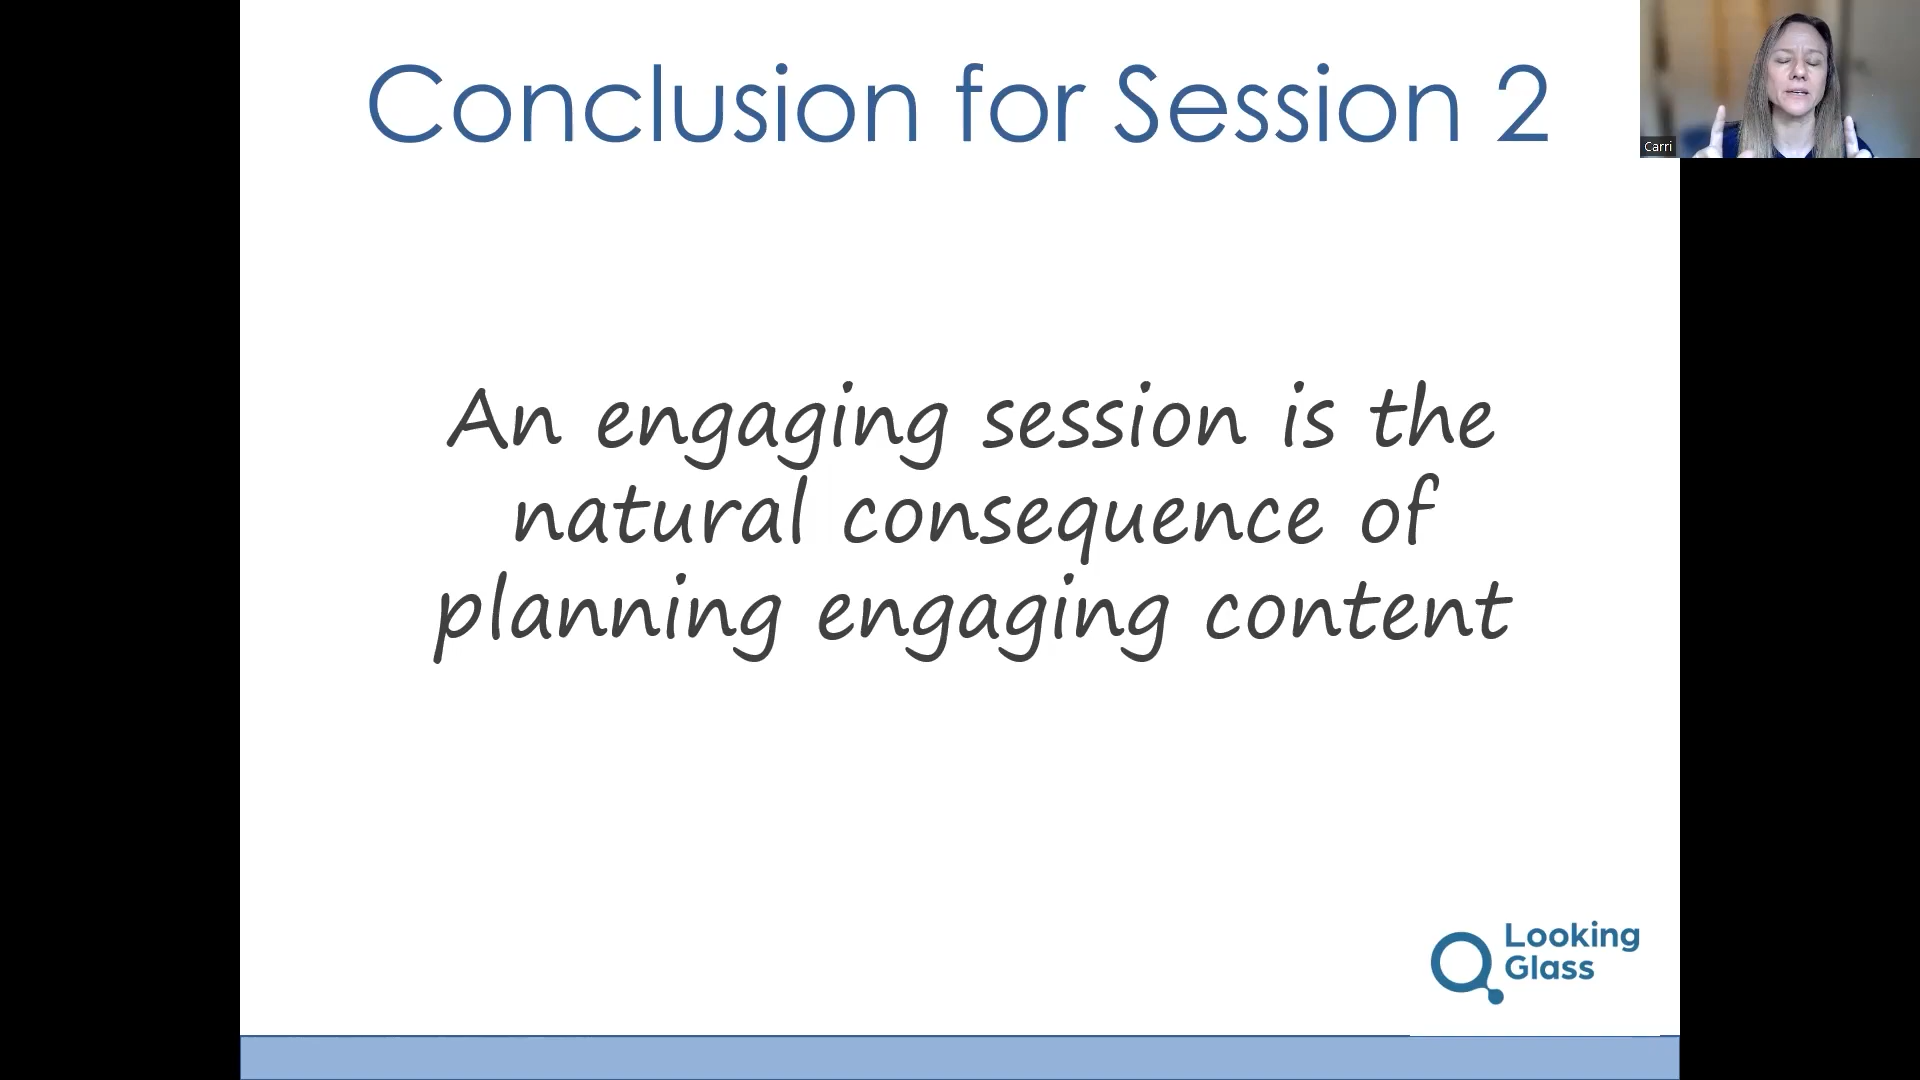 Conclusion for Session 2
Carri
An engaging session is the
natural consequence of
planning engaging content
Looking
Glass